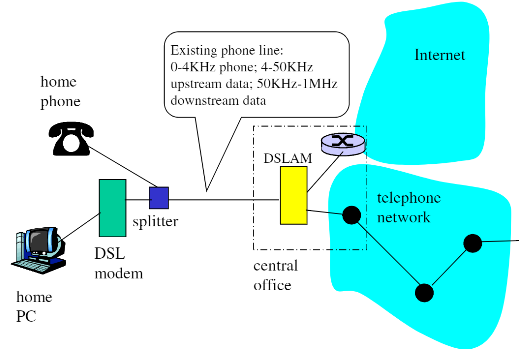 Existing phone line:
0-4KHz phone; 4-50KHz
upstream data; 50KHz-1MHz
downstream data
Internet
home
phone
DSLAM
telephone
network
splitter
DSL
modem
central
office
home
PC